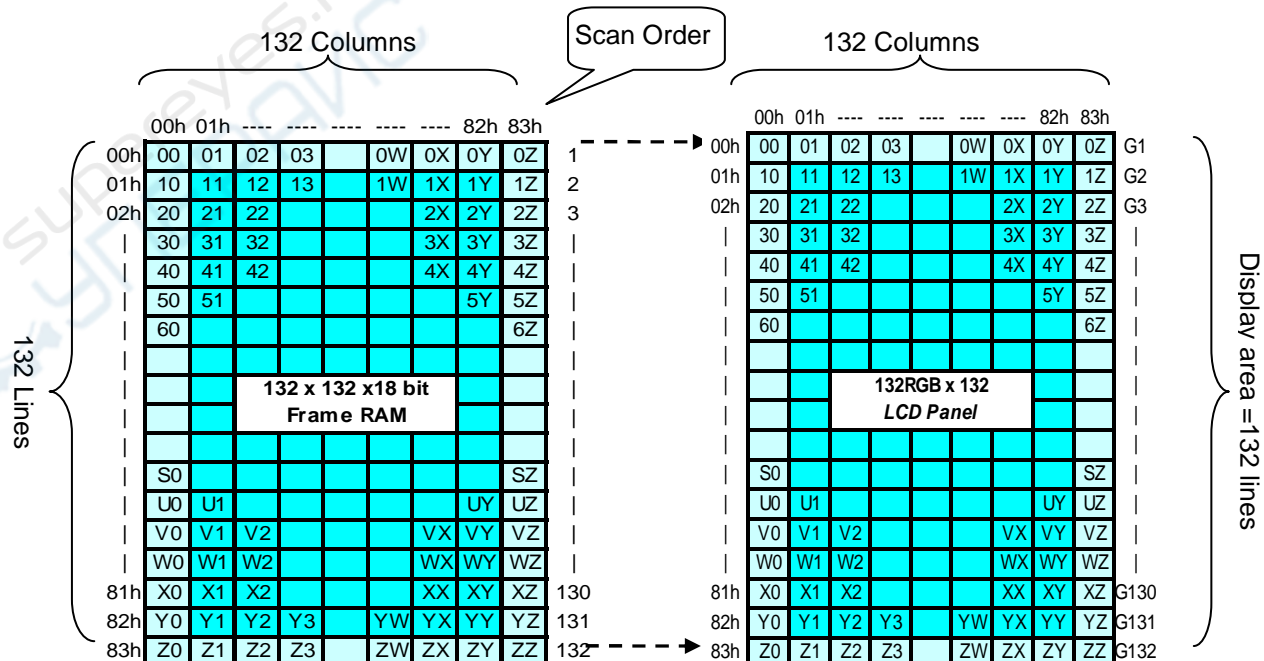 132 Columns
Scan Order
132 Columns
00h 01h ---- ---- ---- ---- ---- 82h 83h
00h 01h ---- ---- ---- ---- ---- 82h 83h
00h 00 01 02 03 0W 0X 0Y 0Z 1
00h 00 01 02 03 0W 0X 0Y 0Z G1
01h 10 11 12 13 1W 1X 1Y 1Z 2
01h 10 11 12 13 1W 1X 1Y 1Z G2
02h 20 21 22 2X 2Y 2Z 3
02h 20 21 22 2X 2Y 2Z G3
30 31 32 3X 3Y 3Z
30 31 32 3X 3Y 3Z
40 41 42 4X 4Y 4Z
40 41 42 4X 4Y 4Z
50 51 5Y 5Z
50 51 5Y 5Z
60 6Z
60 6Z
132 Lines
132 x 132 x18 bit
Frame RAM
132RGB x 132
LCD Panel
Display area =132 lines
S0 SZ
S0 SZ
U0 U1 UY UZ
U0 U1 UY UZ
V0 V1 V2 VX VY VZ
V0 V1 V2 VX VY VZ
W0 W1 W2 WX WY WZ
W0 W1 W2 WX WY WZ
81h X0 X1 X2 XX XY XZ 130
81h X0 X1 X2 XX XY XZ G130
82h Y0 Y1 Y2 Y3 YW YX YY YZ 131
82h Y0 Y1 Y2 Y3 YW YX YY YZ G131
83h Z0 Z1 Z2 Z3 ZW ZX ZY ZZ 132
83h Z0 Z1 Z2 Z3 ZW ZX ZY ZZ G132